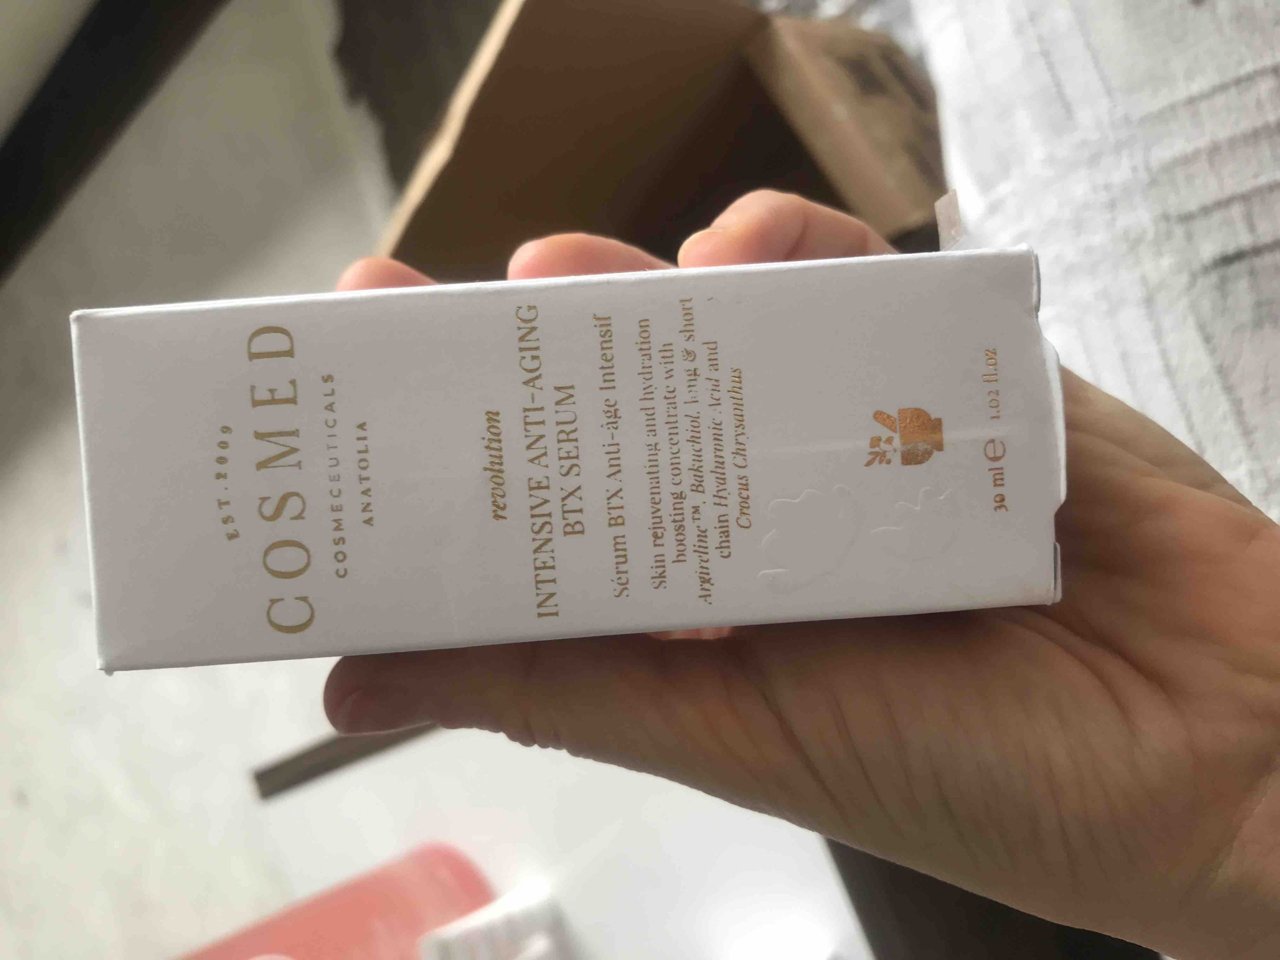 EST. 2009
COSMED
COSMECEUTICALS
ANATOLIA
revolution
INTENSIVE ANTI-AGING
BTX SERUM
Sérum BTX Anti-âge Intensif
Skin rejuvenating and hydration
boosting concentrate with
Argireline™, Bakuchiol, long & short
chain Hyaluronic Acid and
Crocus Chrysanthus
30 ml ℮ 1.02 fl.oz